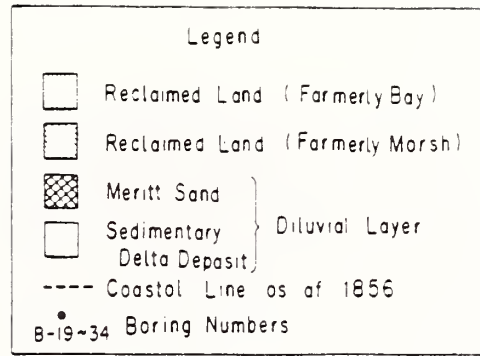 Legend
Reclaimed Land (Farmerly Bay)
Reclaimed Land (Farmerly Morsh)
Meritt Sand
Sedimentary
Delta Deposit
Diluvial Layer
Coastal Line as af 1856
B-19~34 Boring Numbers